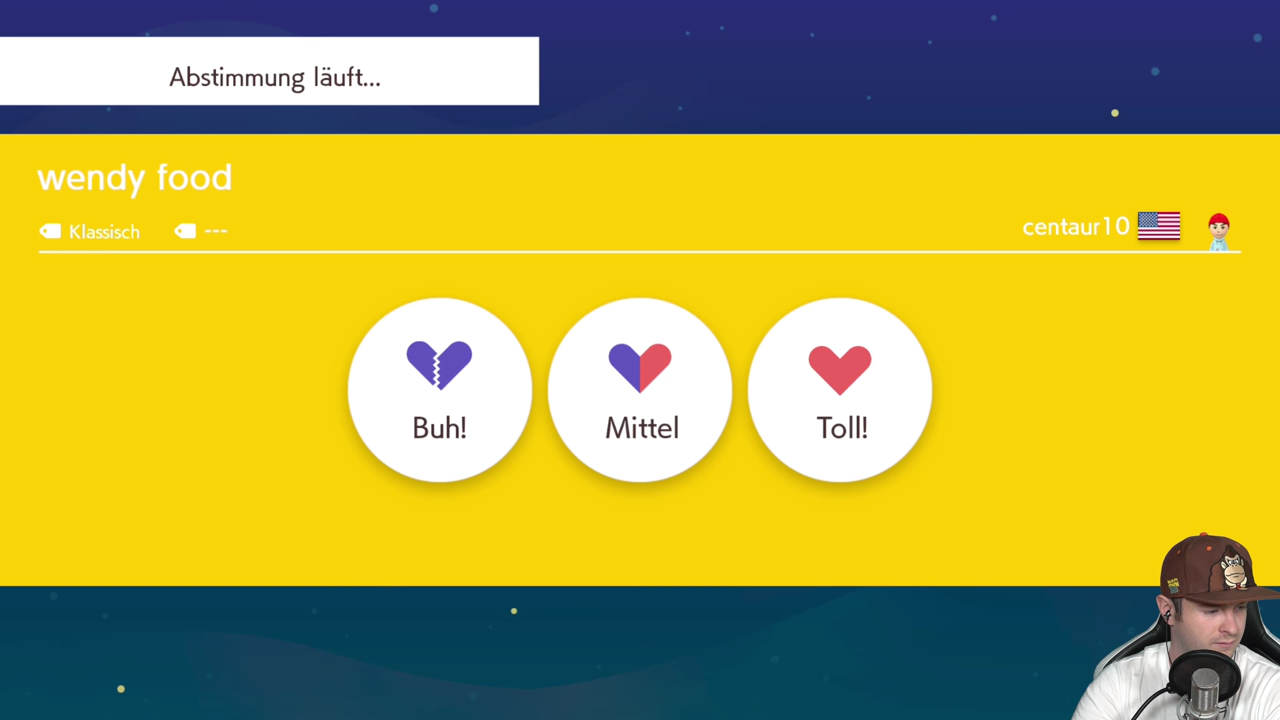 Abstimmung läuft...
wendy food
Klassisch
---
centaur10
Buh!
Mittel
Toll!